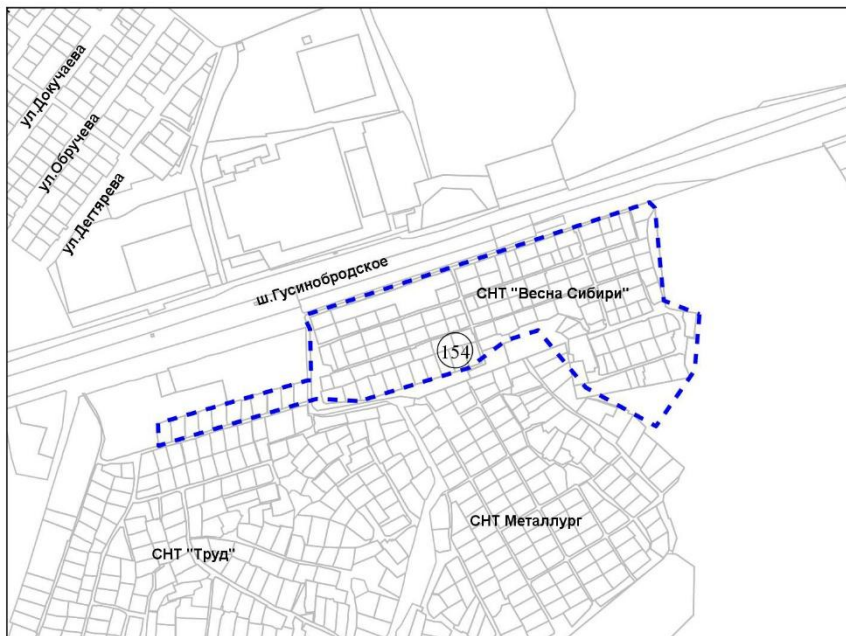 ул.Докучаева
ул.Обручева
ул.Дегтярева
ш.Гусинобродское
СНТ "Весна Сибири"
154
СНТ Металлург
СНТ "Труд"